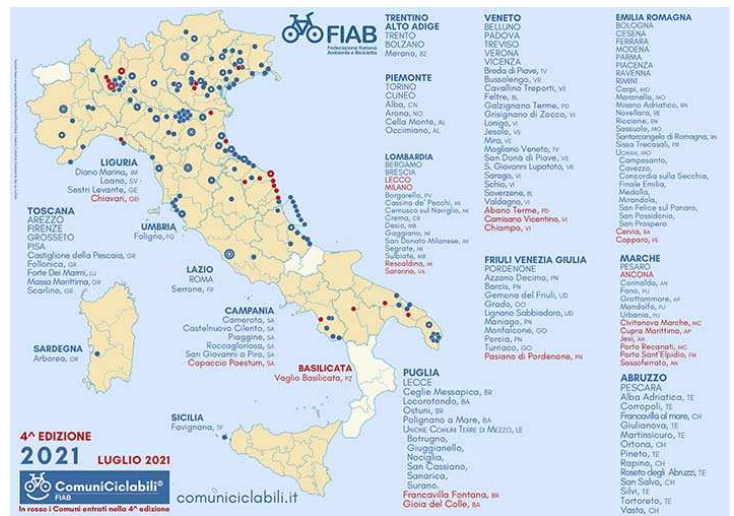 FIAB
Federazione Italiana
Ambiente e Bicicletta
TRENTINO
ALTO ADIGE
TRENTO
BOLZANO
Merano, BZ
PIEMONTE
TORINO
CUNEO
Alba, CN
Arona, NO
Cella Monte, AL
Occimiano, AL
LOMBARDIA
BERGAMO
BRESCIA
LECCO
MILANO
Borgarello, PV
Cassina de' Pecchi, MI
Cernusco sul Naviglio, MI
Crema, CR
Desio, MB
Gaggiano, MI
San Donato Milanese, MI
Segrate, MI
Sulbiate, MB
Rescaldina, MI
Saronno, VA
VENETO
BELLUNO
PADOVA
TREVISO
VERONA
VICENZA
Breda di Piave, TV
Bussolengo, VR
Cavallino Treporti, VE
Feltre, BL
Galzignano Terme, PD
Grisignano di Zocco, VI
Lonigo, VI
Jesolo, VE
Mira, VE
Mogliano Veneto, TV
San Donà di Piave, VE
S. Giovanni Lupatoto, VR
Sarego, VI
Schio, VI
Soverzene, BL
Valdagno, VI
Abano Terme, PD
Camisano Vicentino, VI
Chiampo, VI
FRIULI VENEZIA GIULIA
PORDENONE
Azzano Decimo, PN
Barcis, PN
Gemona del Friuli, UD
Grado, GO
Lignano Sabbiadoro, UD
Maniago, PN
Monfalcone, GO
Porcia, PN
Turriaco, GO
Pasiano di Pordenone, PN
EMILIA ROMAGNA
BOLOGNA
CESENA
FERRARA
MODENA
PARMA
PIACENZA
RAVENNA
RIMINI
Carpi, MO
Maranello, MO
Misano Adriatico, RN
Novellara, RE
Riccione, RN
Sassuolo, MO
Santarcangelo di Romagna, RN
Sissa Trecasali, PR
UCMAN, MO
Camposanto,
Cavezzo,
Concordia sulla Secchia,
Finale Emilia,
Medolla,
Mirandola,
San Felice sul Panaro,
San Possidonio,
San Prospero
Cervia, RA
Copparo, FE
MARCHE
PESARO
ANCONA
Corinaldo, AN
Fano, PU
Grottammare, AP
Mondolfo, PU
Urbania, PU
Civitanova Marche, MC
Cupra Marittima, AP
Jesi, AN
Porto Recanati, MC
Porto Sant'Elpidio, FM
Sassoferrato, AN
ABRUZZO
PESCARA
Alba Adriatica, TE
Corropoli, TE
Francavilla al mare, CH
Giulianova, TE
Martinsicuro, TE
Ortona, CH
Pineto, TE
Rapino, CH
Roseto degli Abruzzi, TE
San Salvo, CH
Silvi, TE
Tortoreto, TE
Vasto, CH
LIGURIA
Diano Marina, IM
Loano, SV
Sestri Levante, GE
Chiavari, GE
TOSCANA
AREZZO
FIRENZE
GROSSETO
PISA
Castiglione della Pescaia, GR
Follonica, GR
Forte Dei Marmi, LU
Massa Marittima, GR
Scarlino, GR
UMBRIA
Foligno, PG
LAZIO
ROMA
Serrone, FR
CAMPANIA
Camerota, SA
Castelnuovo Cilento, SA
Piaggine, SA
Roccagloriosa, SA
San Giovanni a Piro, SA
Capaccio Paestum, SA
SARDEGNA
Arborea, OR
BASILICATA
Vaglio Basilicata, PZ
PUGLIA
LECCE
Ceglie Messapica, BR
Locorotondo, BA
Ostuni, BR
Polignano a Mare, BA
UNIONE COMUNI TERRE DI MEZZO, LE
Botrugno,
Giuggianello,
Nociglia,
San Cassiano,
Sanarica,
Surano.
Francavilla Fontana, BR
Gioia del Colle, BA
SICILIA
Favignana, TP
4^ EDIZIONE
2021 LUGLIO 2021
ComuniCiclabili®
FIAB
In rosso i Comuni entrati nella 4^ edizione
comuniciclabili.it